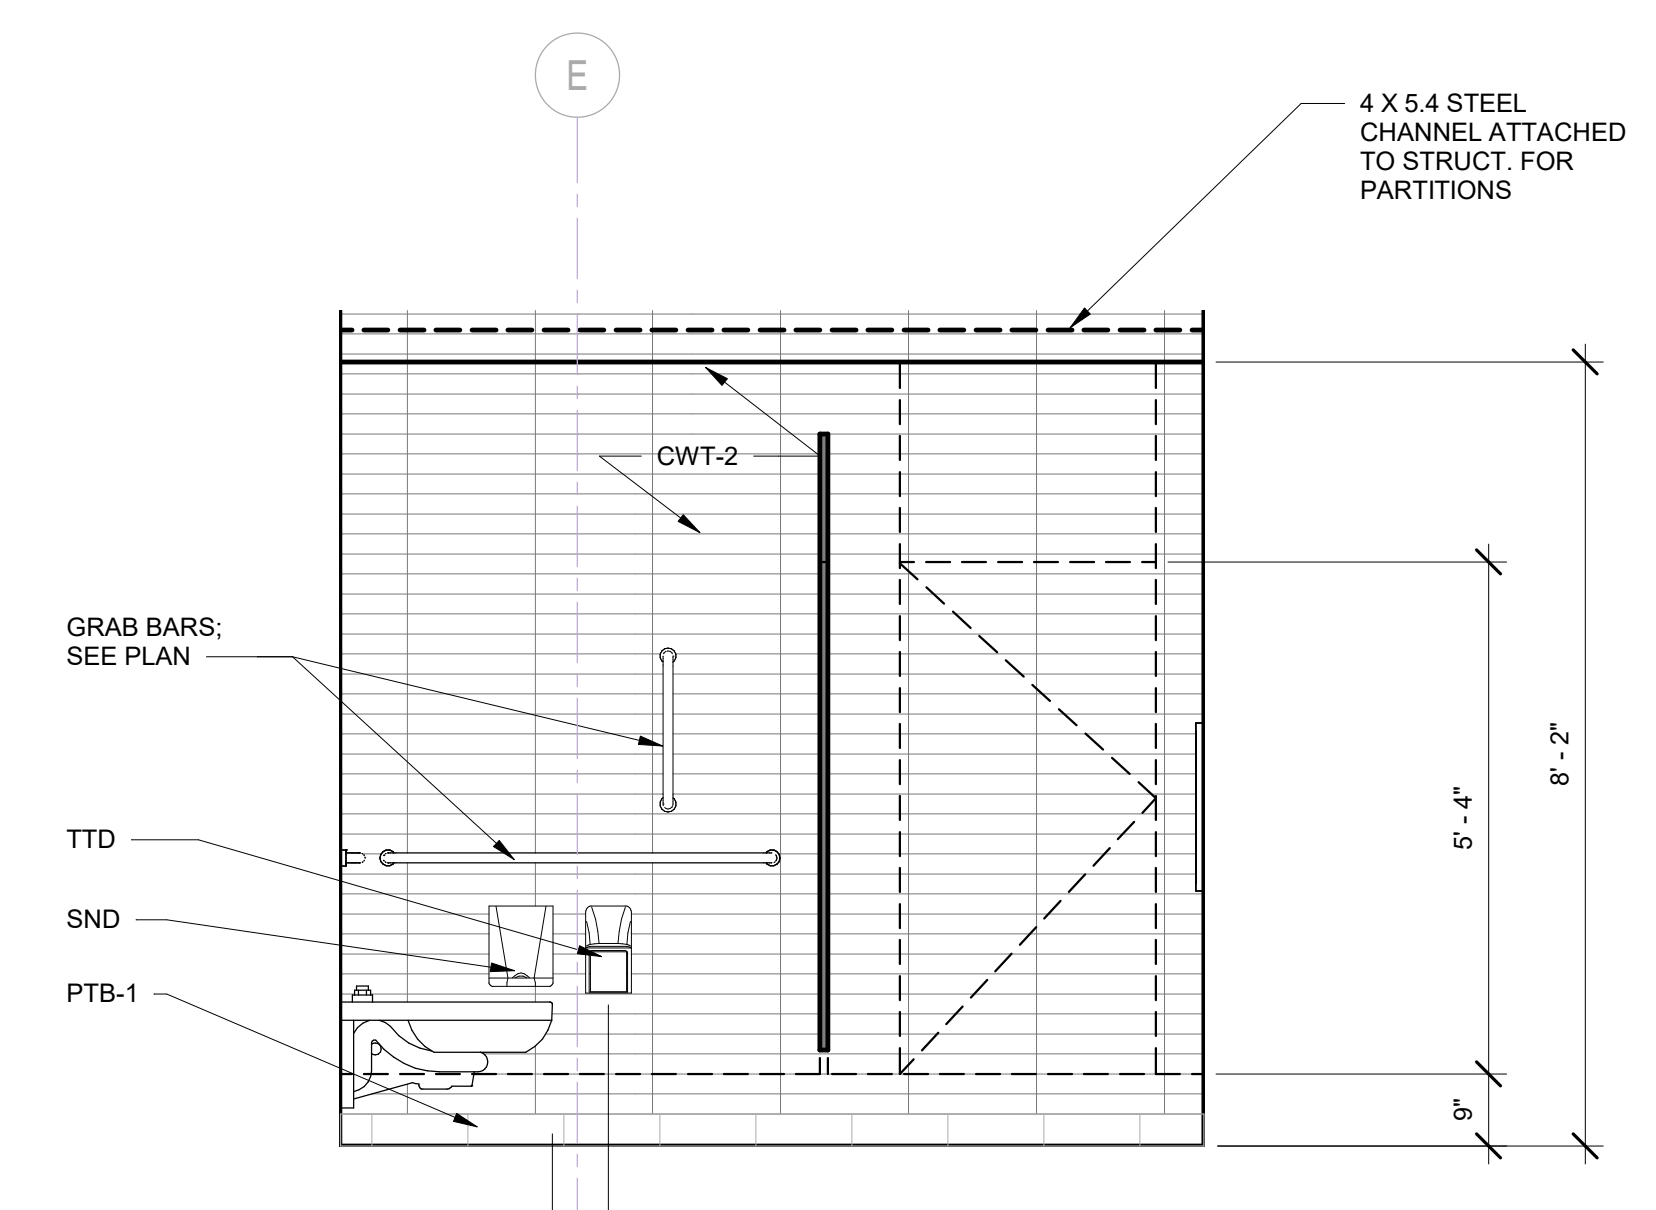 E
4 X 5.4 STEEL
CHANNEL ATTACHED
TO STRUCT. FOR
PARTITIONS
CWT-2
GRAB BARS;
SEE PLAN
TTD
SND
PTB-1
8' - 2"
5' - 4"
9"